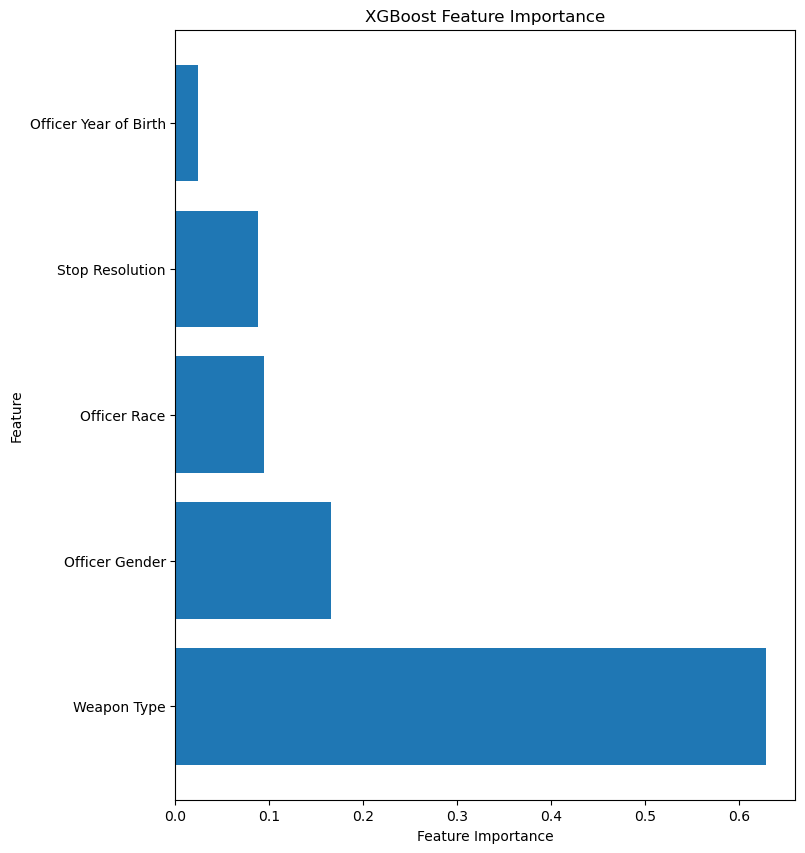 XGBoost Feature Importance
Officer Year of Birth
Stop Resolution
Officer Race
Officer Gender
Weapon Type
Feature
0.0 0.1 0.2 0.3 0.4 0.5 0.6
Feature Importance